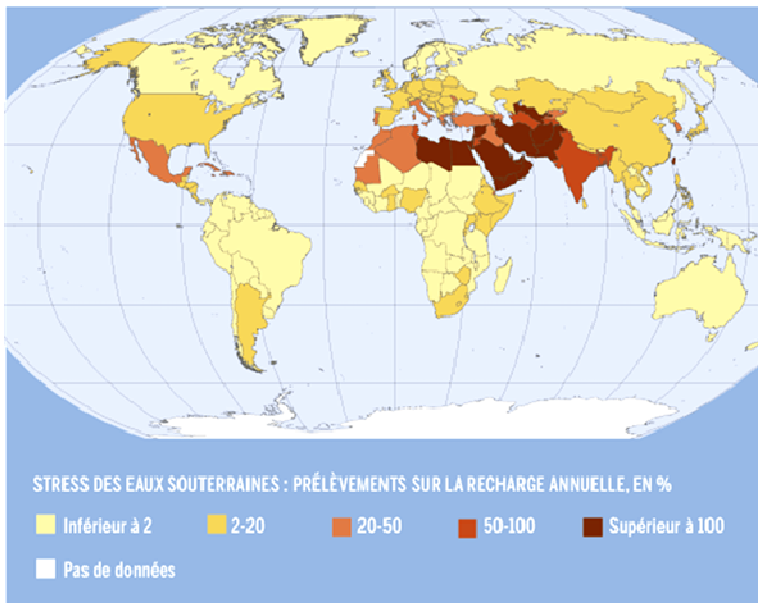 STRESS DES EAUX SOUTERRAINES : PRÉLÈVEMENTS SUR LA RECHARGE ANNUELLE, EN %
Inférieur à 2
2-20
20-50
50-100
Supérieur à 100
Pas de données